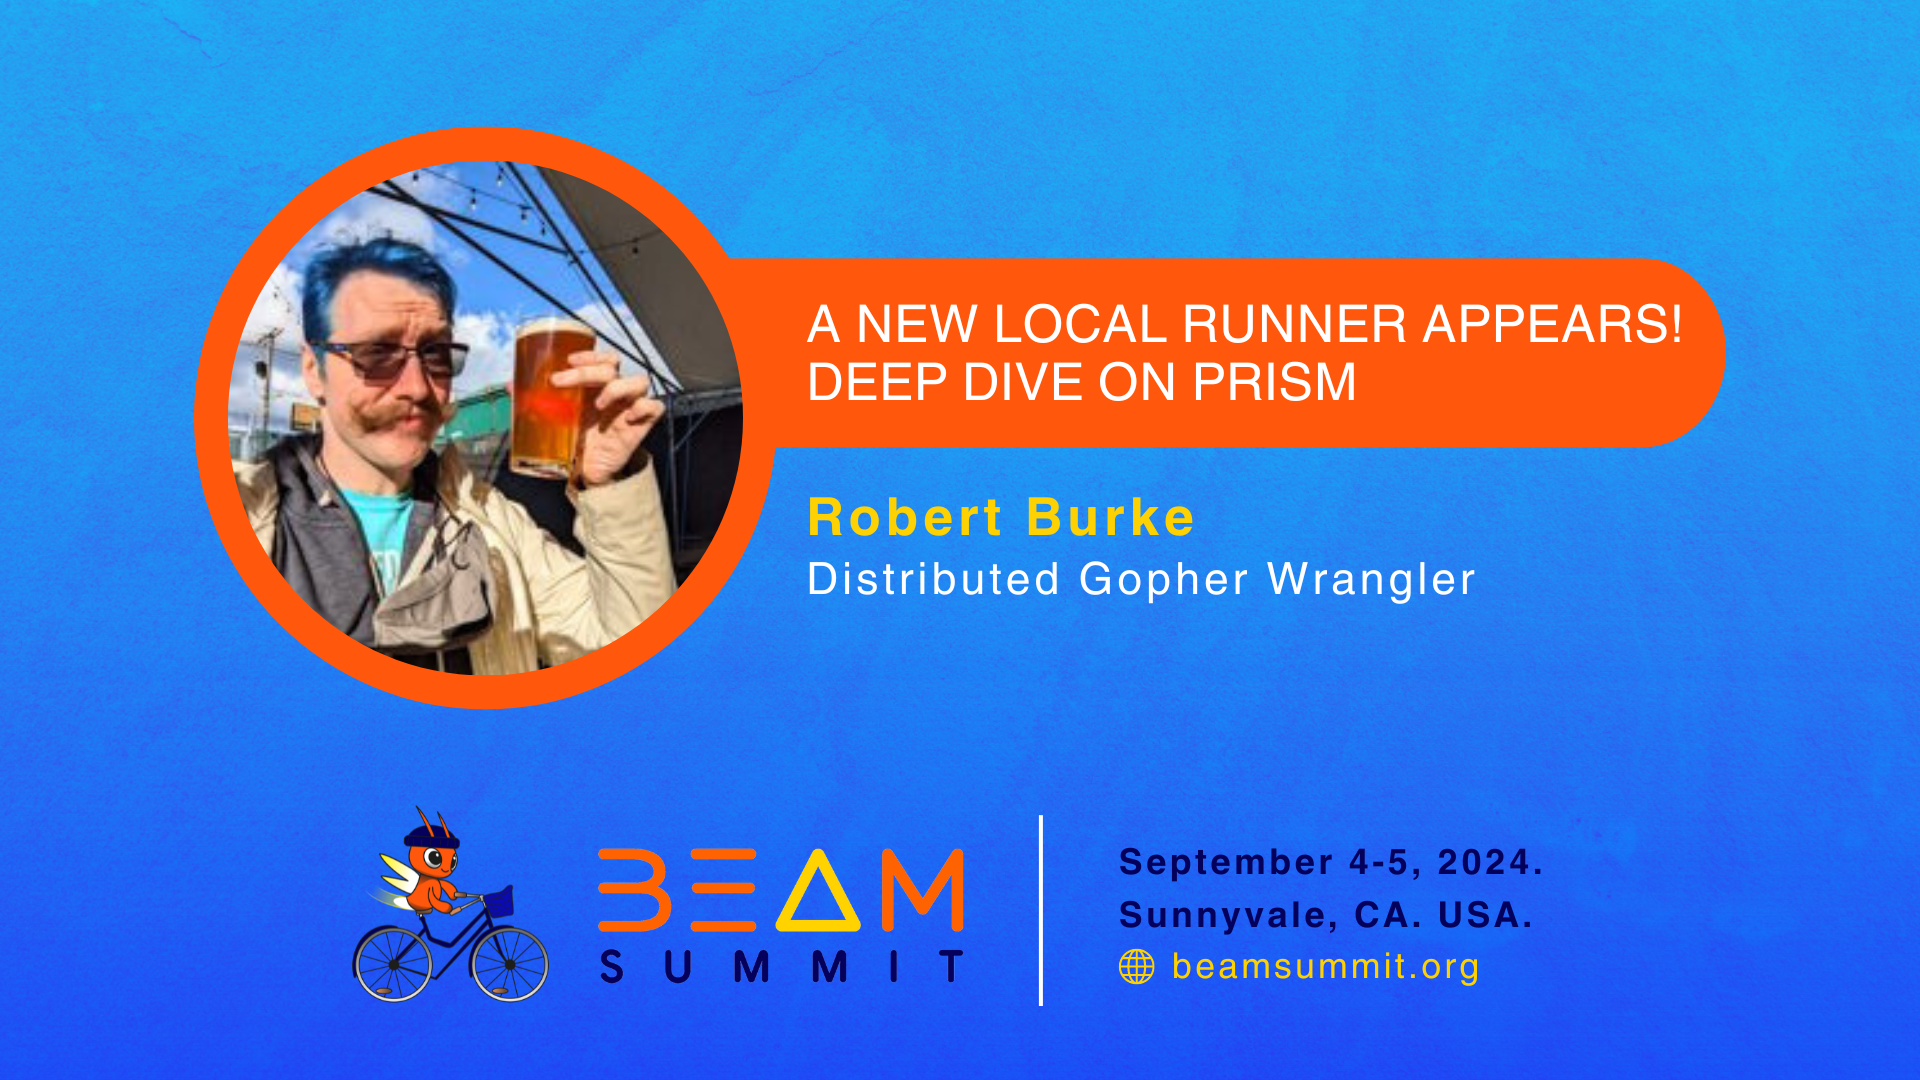 A NEW LOCAL RUNNER APPEARS!
DEEP DIVE ON PRISM
Robert Burke
Distributed Gopher Wrangler
BEAM
SUMMIT
September 4-5, 2024.
Sunnyvale, CA. USA.
beamsummit.org